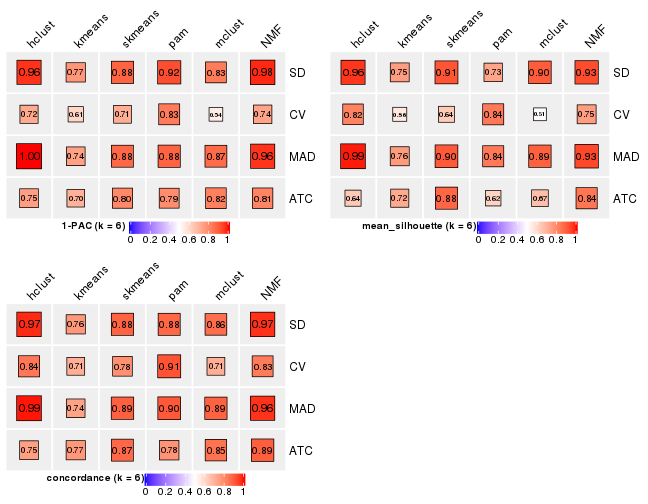 hclust kmeans skmeans pam mclust NMF
0.96 0.77 0.88 0.92 0.83 0.98 SD
0.72 0.61 0.71 0.83 0.54 0.74 CV
1.00 0.74 0.88 0.88 0.87 0.96 MAD
0.75 0.70 0.80 0.79 0.82 0.81 ATC
1-PAC (k = 6)
0 0.2 0.4 0.6 0.8 1
hclust kmeans skmeans pam mclust NMF
0.96 0.75 0.91 0.73 0.90 0.93 SD
0.82 0.56 0.64 0.84 0.51 0.75 CV
0.99 0.76 0.90 0.84 0.89 0.93 MAD
0.64 0.72 0.88 0.62 0.67 0.84 ATC
mean_silhouette (k = 6)
0 0.2 0.4 0.6 0.8 1
hclust kmeans skmeans pam mclust NMF
0.97 0.76 0.88 0.88 0.86 0.97 SD
0.84 0.71 0.78 0.91 0.71 0.83 CV
0.99 0.74 0.89 0.90 0.89 0.96 MAD
0.75 0.77 0.87 0.78 0.85 0.89 ATC
concordance (k = 6)
0 0.2 0.4 0.6 0.8 1